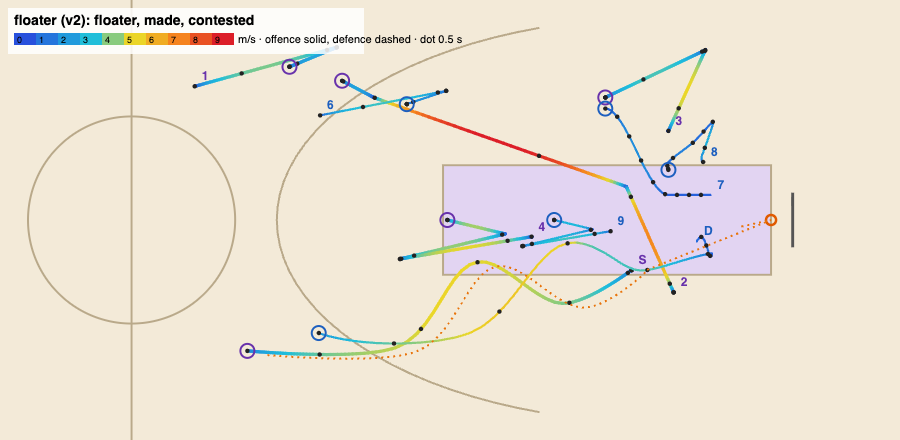 floater (v2): floater, made, contested
0 1 2 3 4 5 6 7 8 9 m/s · offence solid, defence dashed · dot 0.5 s
1
6
3
8
7
4
9
D
S
2